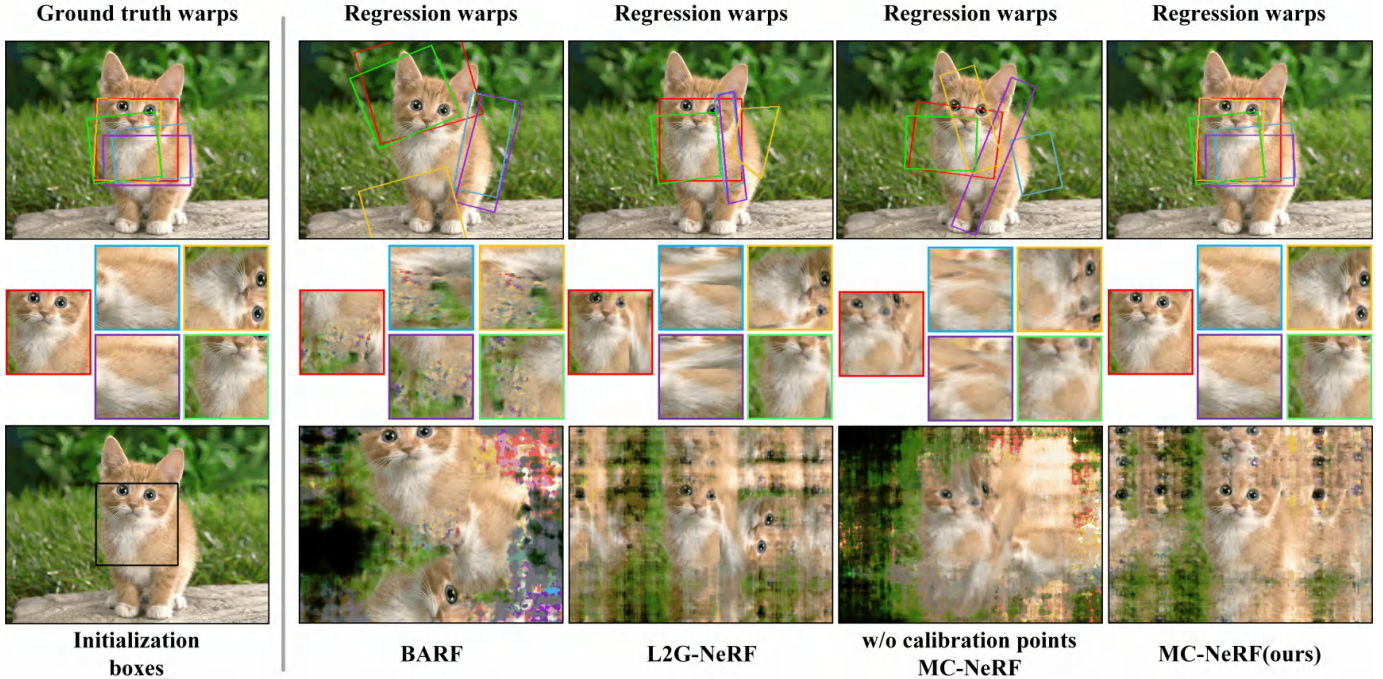 Ground truth warps
Regression warps
Regression warps
Regression warps
Regression warps
Initialization
boxes
BARF
L2G-NeRF
w/o calibration points
MC-NeRF
MC-NeRF(ours)